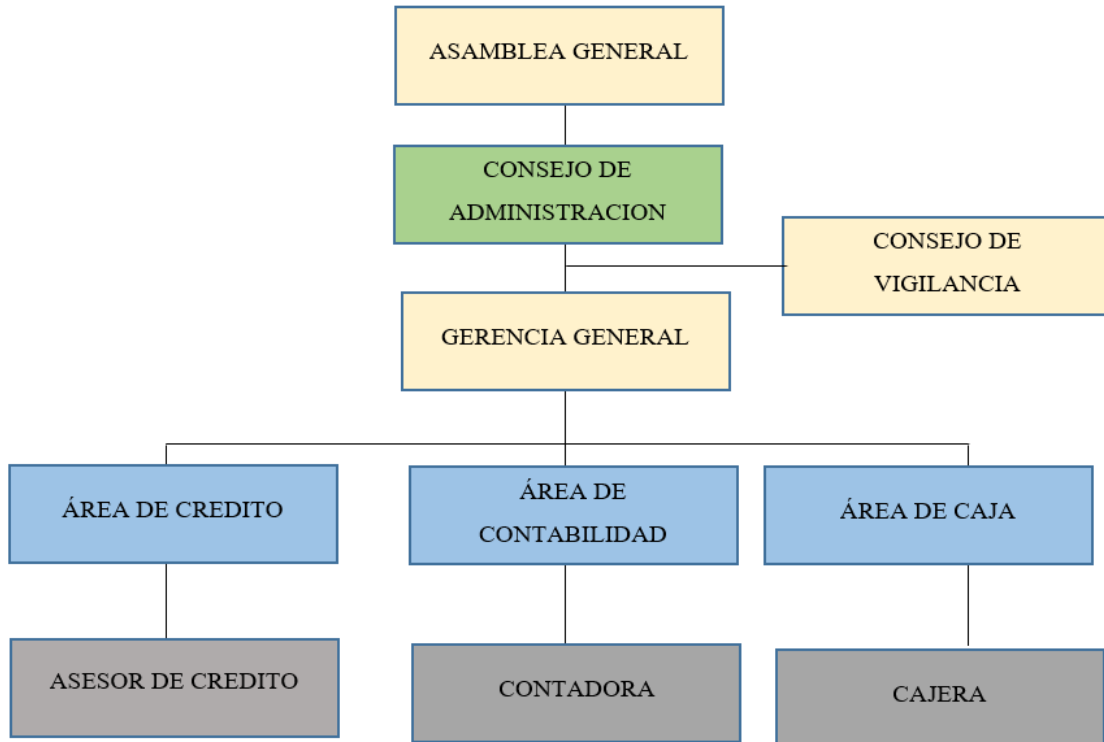 ASAMBLEA GENERAL
CONSEJO DE
ADMINISTRACION
CONSEJO DE
VIGILANCIA
GERENCIA GENERAL
ÁREA DE CREDITO
ÁREA DE
CONTABILIDAD
ÁREA DE CAJA
ASESOR DE CREDITO
CONTADORA
CAJERA